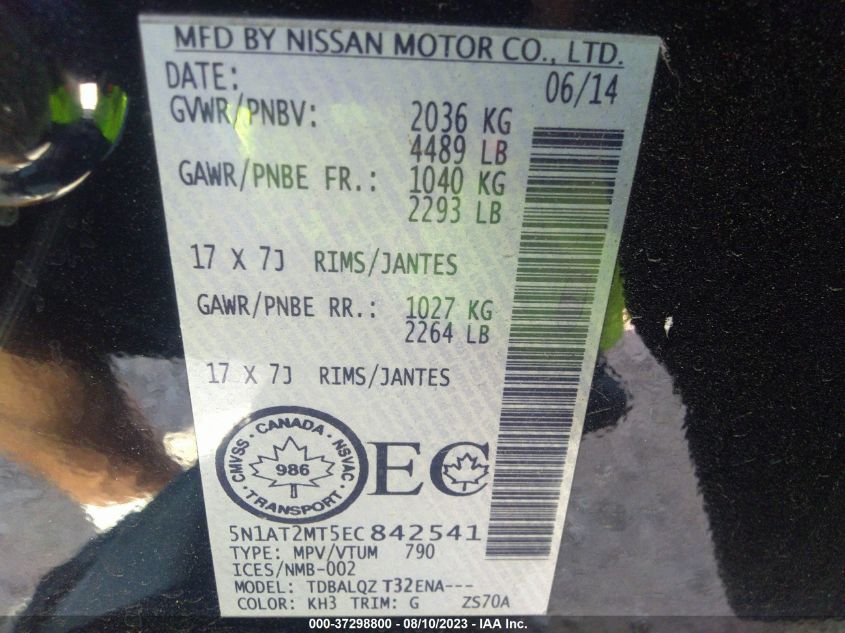 MFD BY NISSAN MOTOR CO., LTD.
DATE: 06/14
GVWR/PNBV: 2036 KG
4489 LB
GAWR/PNBE FR.: 1040 KG
2293 LB
17 X 7J RIMS/JANTES
GAWR/PNBE RR.: 1027 KG
2264 LB
17 X 7J RIMS/JANTES
CMVSS · CANADA · NSVAC · TRANSPORT ·
986
EC
5N1AT2MT5EC842541
TYPE: MPV/VTUM 790
ICES/NMB-002
MODEL: TDBALQZ T32ENA---
COLOR: KH3 TRIM: G ZS70A
000-37298800 - 08/10/2023 - IAA Inc.